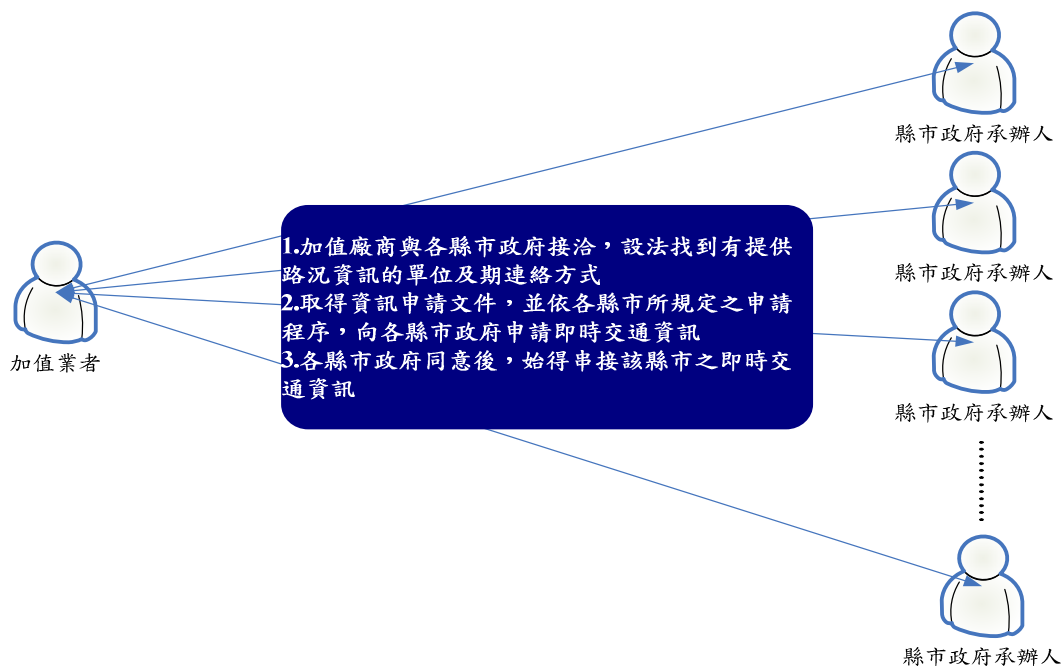 縣市政府承辦人
縣市政府承辦人
1.加值廠商與各縣市政府接洽，設法找到有提供
路況資訊的單位及期連絡方式
2.取得資訊申請文件，並依各縣市所規定之申請
程序，向各縣市政府申請即時交通資訊
3.各縣市政府同意後，始得串接該縣市之即時交
通資訊
加值業者
縣市政府承辦人
縣市政府承辦人